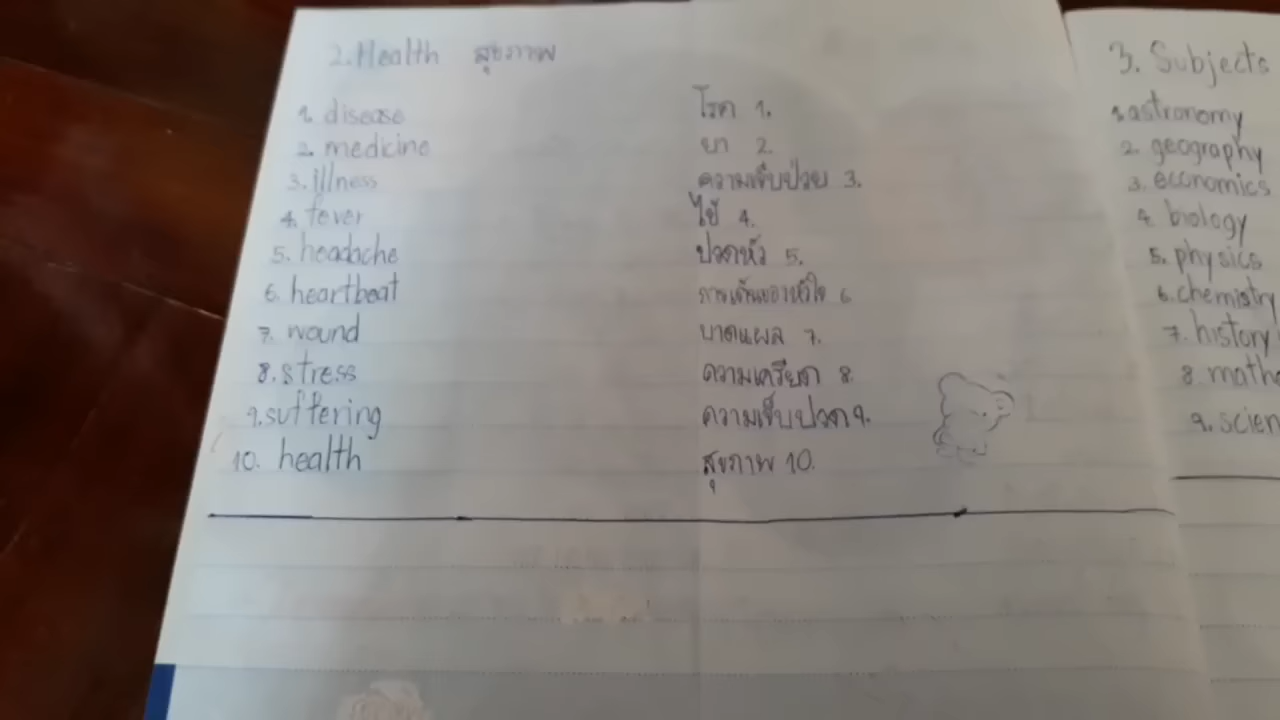 2. Health สุขภาพ
1. disease โรค 1.
2. medicine ยา 2.
3. illness ความเจ็บป่วย 3.
4. fever ไข้ 4.
5. headache ปวดหัว 5.
6. heartbeat การเต้นของหัวใจ 6
7. wound บาดแผล 7.
8. stress ความเครียด 8
9. suffering ความเจ็บปวด 9.
10. health สุขภาพ 10.
3. Subjects
1. astronomy
2. geography
3. economics
4. biology
5. physics
6. chemistry
7. history
8. math
9. scien